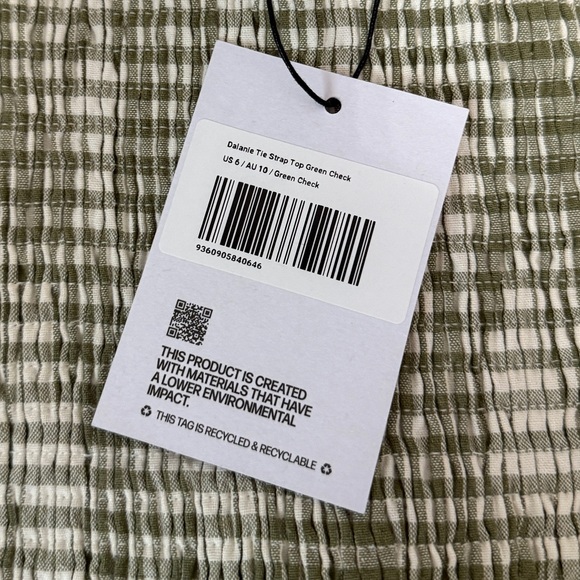 Dalanie Tie Strap Top Green Check
US 6 / AU 10 / Green Check
9360905840646
THIS PRODUCT IS CREATED
WITH MATERIALS THAT HAVE
A LOWER ENVIRONMENTAL
IMPACT.
THIS TAG IS RECYCLED & RECYCLABLE